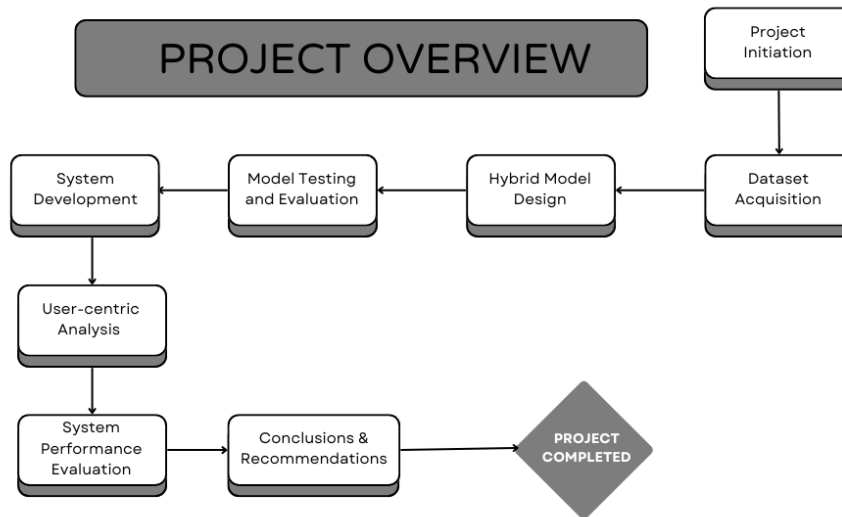 PROJECT OVERVIEW
Project
Initiation
Dataset
Acquisition
Hybrid Model
Design
Model Testing
and Evaluation
System
Development
User-centric
Analysis
System
Performance
Evaluation
Conclusions &
Recommendations
PROJECT
COMPLETED